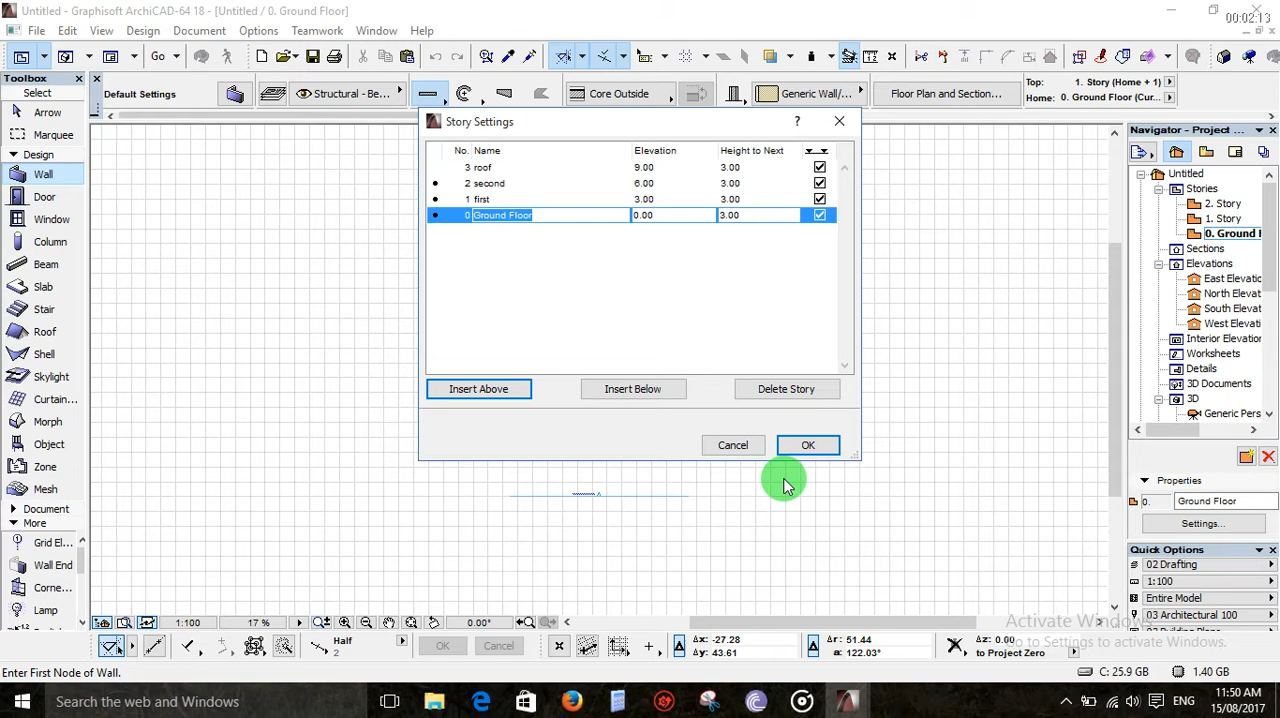 Untitled - Graphisoft ArchiCAD-64 18 - [Untitled / 0. Ground Floor]
00:02:13
File Edit View Design Document Options Teamwork Window Help
Go
Toolbox
Select
Arrow
Marquee
Design
Wall
Door
Window
Column
Beam
Slab
Stair
Roof
Shell
Skylight
Curtain...
Morph
Object
Zone
Mesh
Document
More
Grid El...
Wall End
Corne...
Lamp
Default Settings
Structural - Be...
Core Outside
Generic Wall/...
Floor Plan and Section...
Top: 1. Story (Home + 1)
Home: 0. Ground Floor (Cur...
Story Settings
?
No. Name Elevation Height to Next
3 roof 9.00 3.00
2 second 6.00 3.00
1 first 3.00 3.00
0 Ground Floor 0.00 3.00
Insert Above Insert Below Delete Story
Cancel OK
Navigator - Project ...
Untitled
Stories
2. Story
1. Story
0. Ground F
Sections
Elevations
East Elevat
North Elevat
South Elevat
West Elevati
Interior Elevation
Worksheets
Details
3D Documents
3D
Generic Pers
Properties
0. Ground Floor
Settings...
Quick Options
02 Drafting
1:100
Entire Model
03 Architectural 100
1:100 17 % 0.00°
Half
2
OK Cancel
Δx: -27.28
Δy: 43.61
Δr: 51.44
a: 122.03°
Δz: 0.00
to Project Zero
Activate Windows
Go to Settings to activate Windows.
Enter First Node of Wall.
C: 25.9 GB 1.40 GB
Search the web and Windows
ENG
11:50 AM
15/08/2017